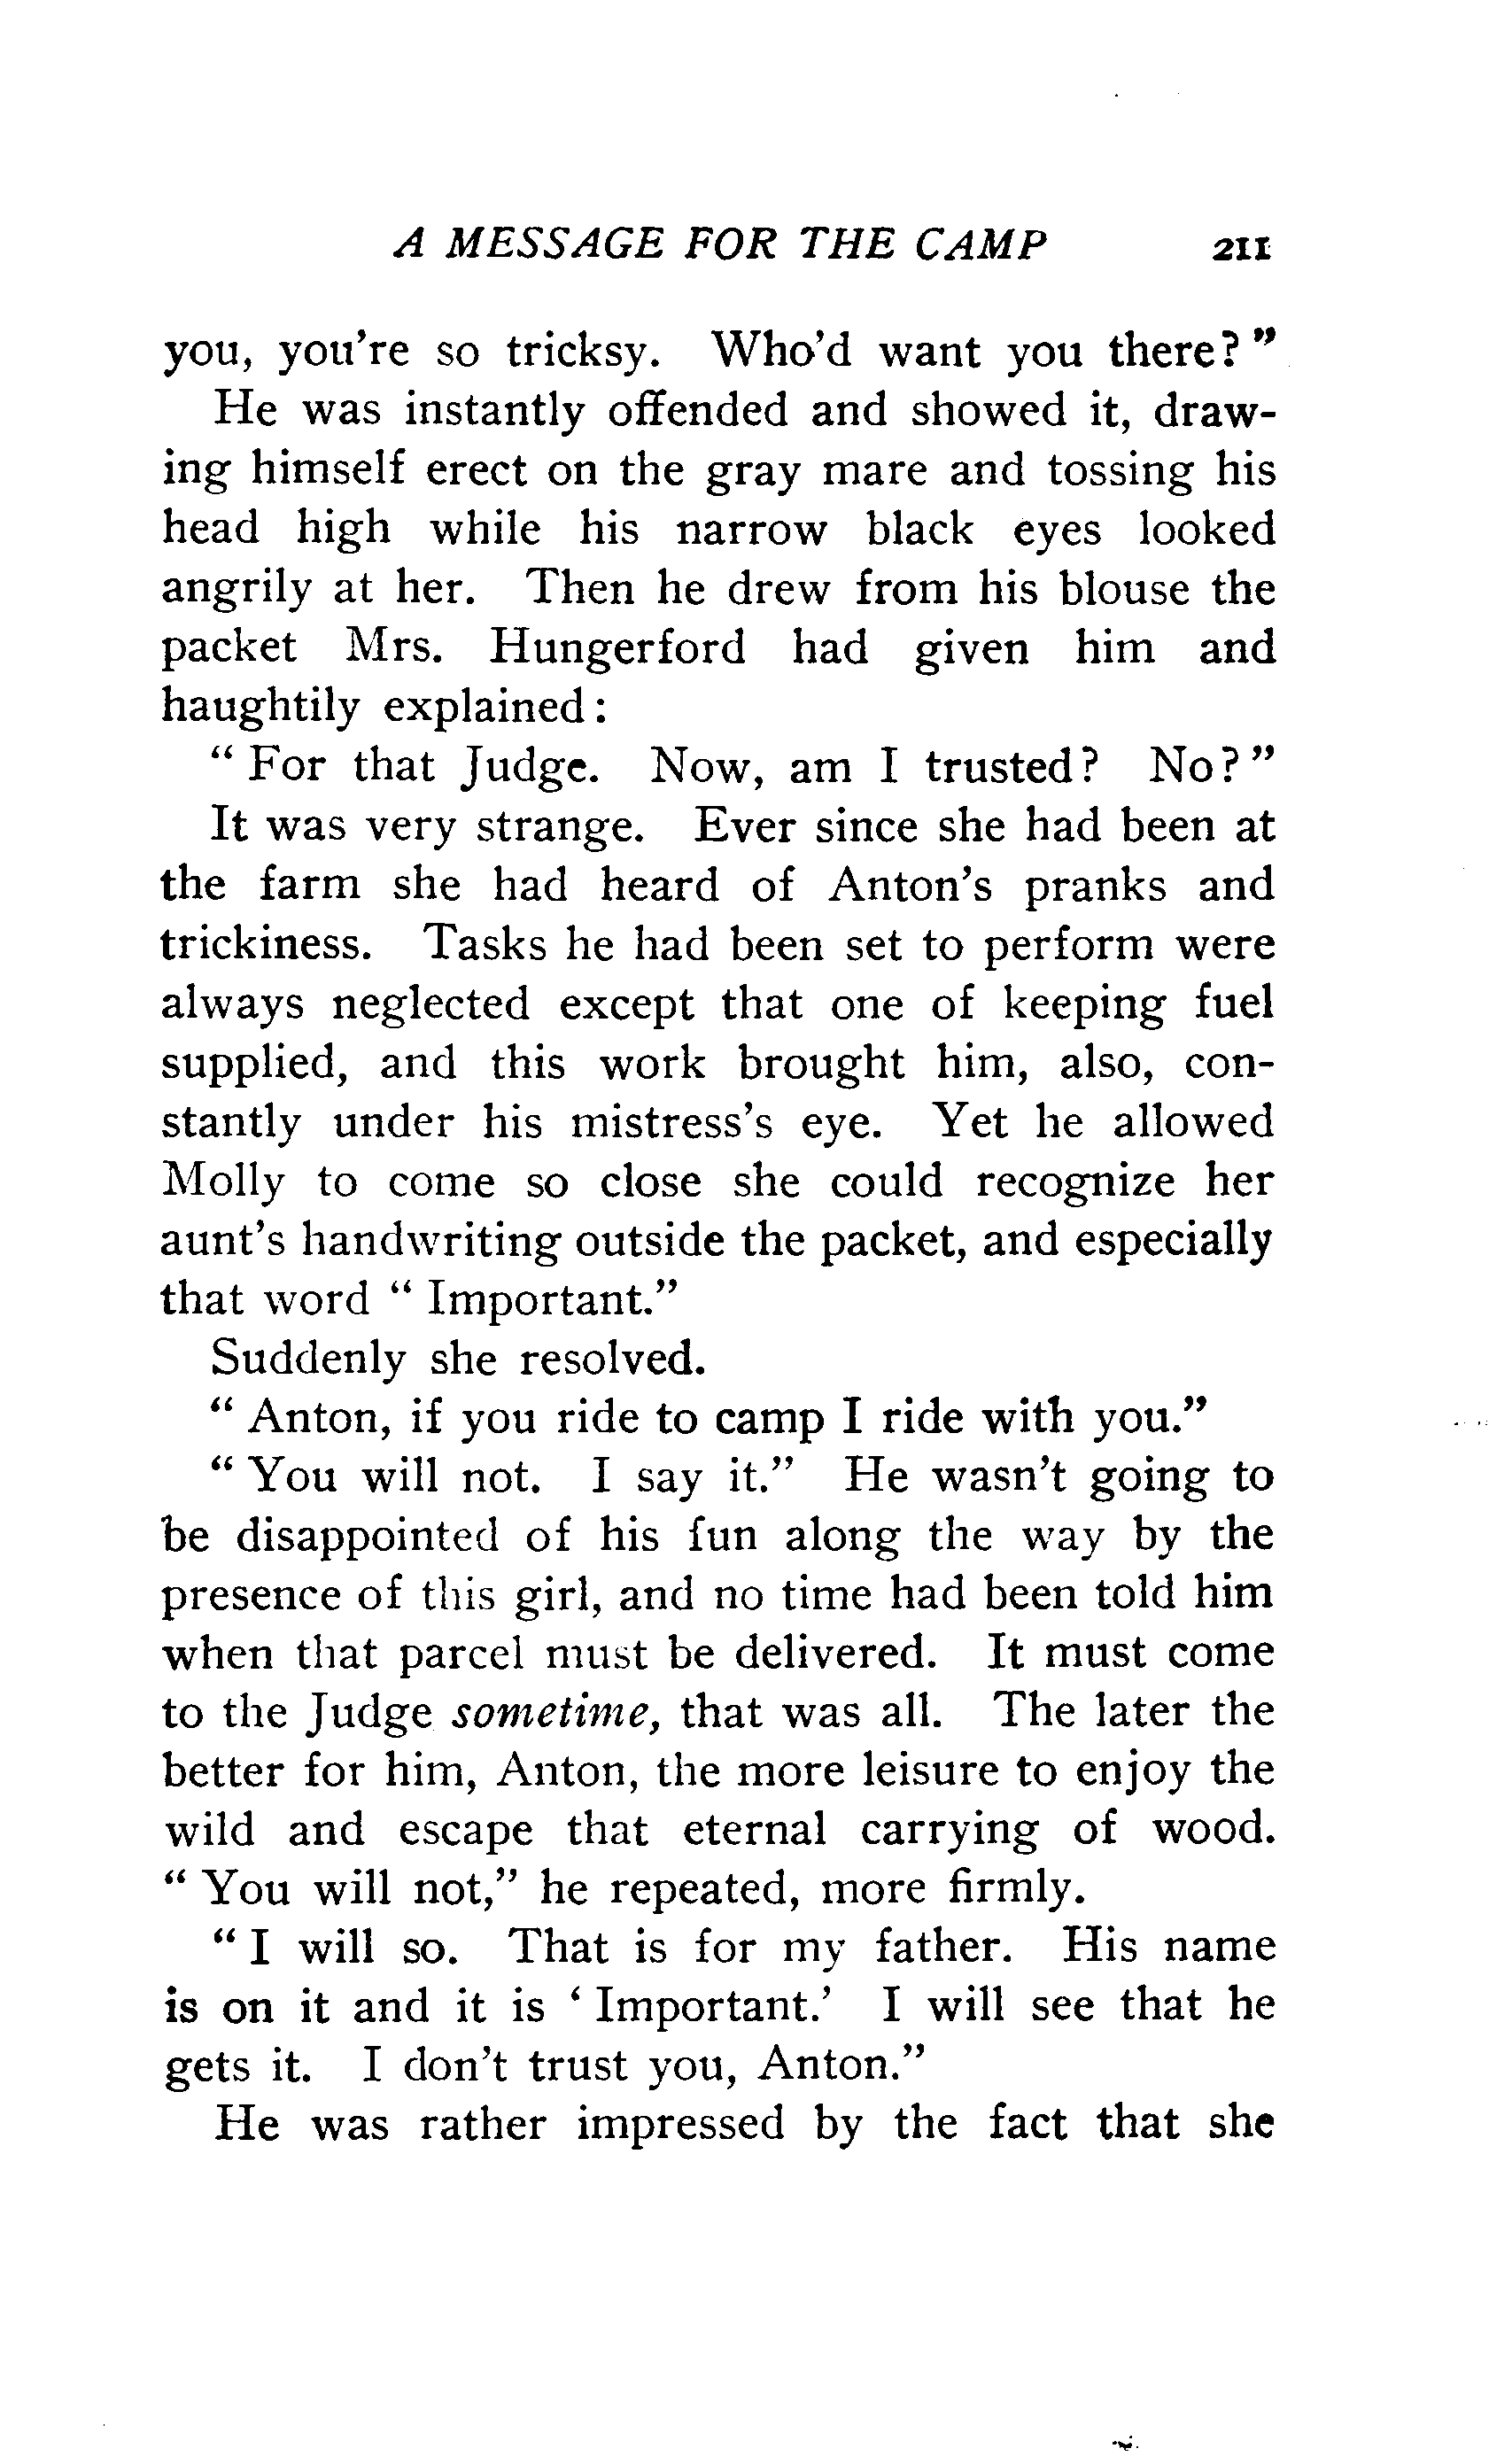 A MESSAGE FOR THE CAMP 211
you, you're so tricksy. Who'd want you there?"
He was instantly offended and showed it, draw-
ing himself erect on the gray mare and tossing his
head high while his narrow black eyes looked
angrily at her. Then he drew from his blouse the
packet Mrs. Hungerford had given him and
haughtily explained:
"For that Judge. Now, am I trusted? No?"
It was very strange. Ever since she had been at
the farm she had heard of Anton's pranks and
trickiness. Tasks he had been set to perform were
always neglected except that one of keeping fuel
supplied, and this work brought him, also, con-
stantly under his mistress's eye. Yet he allowed
Molly to come so close she could recognize her
aunt's handwriting outside the packet, and especially
that word "Important."
Suddenly she resolved.
"Anton, if you ride to camp I ride with you."
"You will not. I say it." He wasn't going to
be disappointed of his fun along the way by the
presence of this girl, and no time had been told him
when that parcel must be delivered. It must come
to the Judge sometime, that was all. The later the
better for him, Anton, the more leisure to enjoy the
wild and escape that eternal carrying of wood.
"You will not," he repeated, more firmly.
"I will so. That is for my father. His name
is on it and it is 'Important.' I will see that he
gets it. I don't trust you, Anton."
He was rather impressed by the fact that she